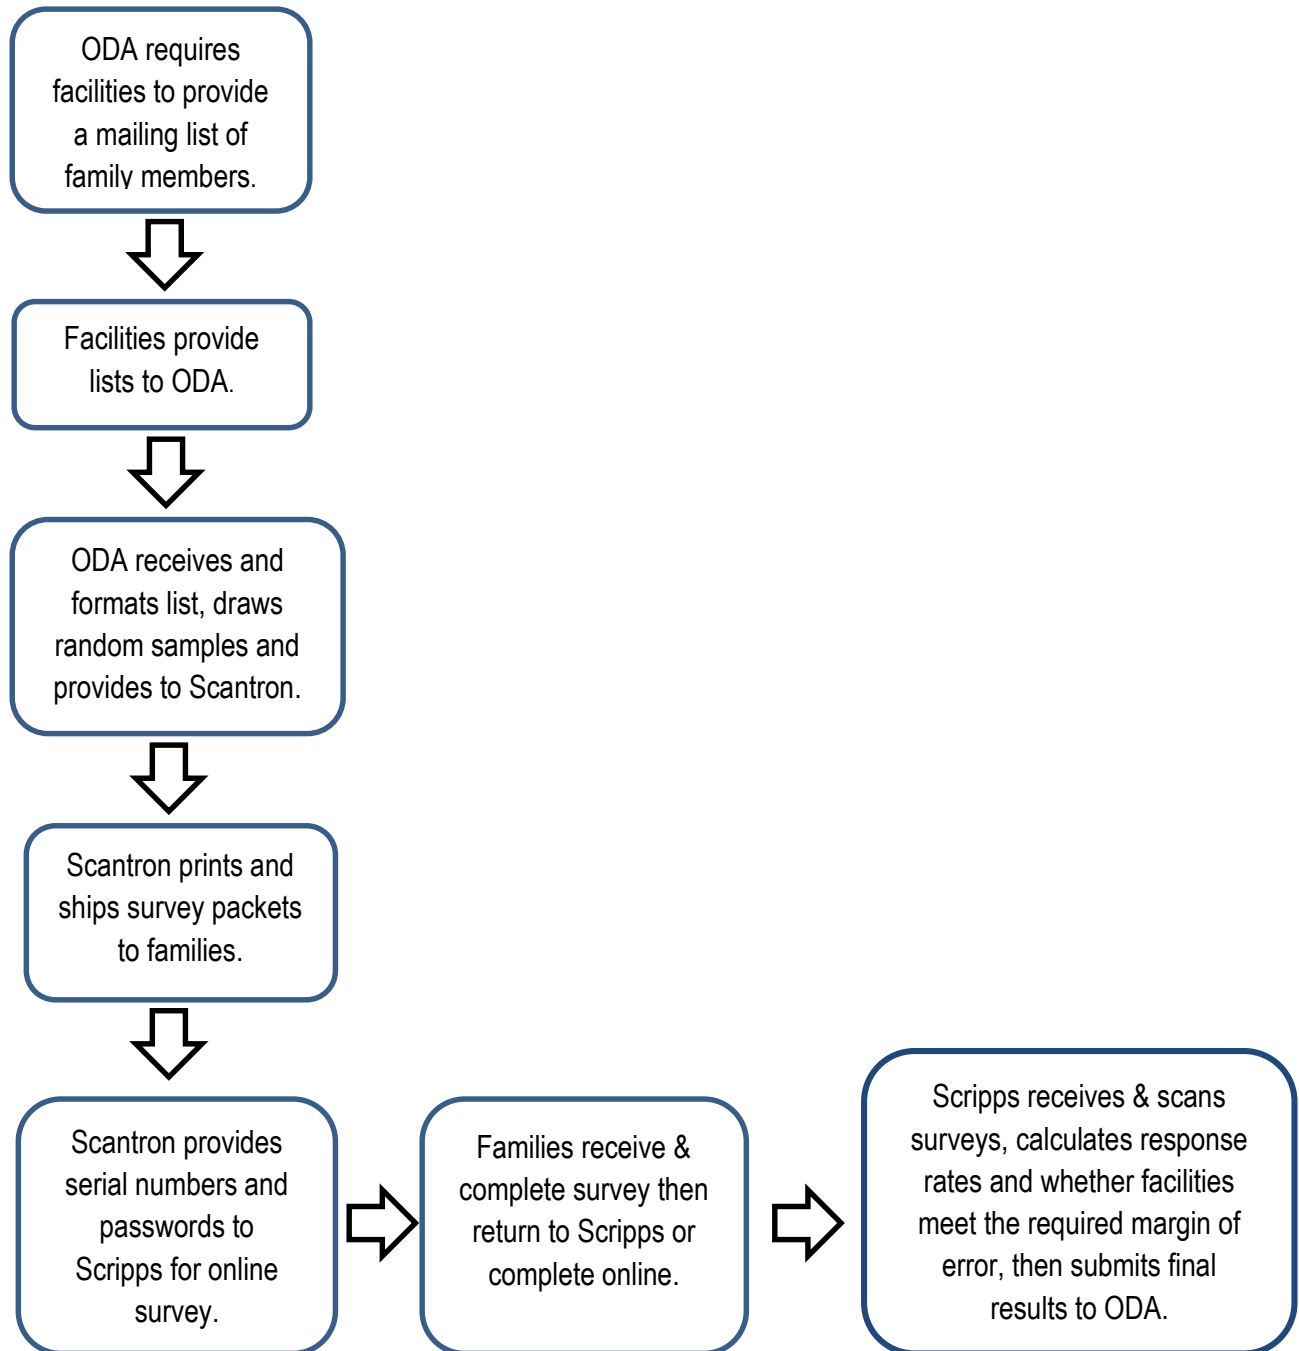 ODA requires
facilities to provide
a mailing list of
family members.
Facilities provide
lists to ODA.
ODA receives and
formats list, draws
random samples and
provides to Scantron.
Scantron prints and
ships survey packets
to families.
Scantron provides
serial numbers and
passwords to
Scripps for online
survey.
Families receive &
complete survey then
return to Scripps or
complete online.
Scripps receives & scans
surveys, calculates response
rates and whether facilities
meet the required margin of
error, then submits final
results to ODA.